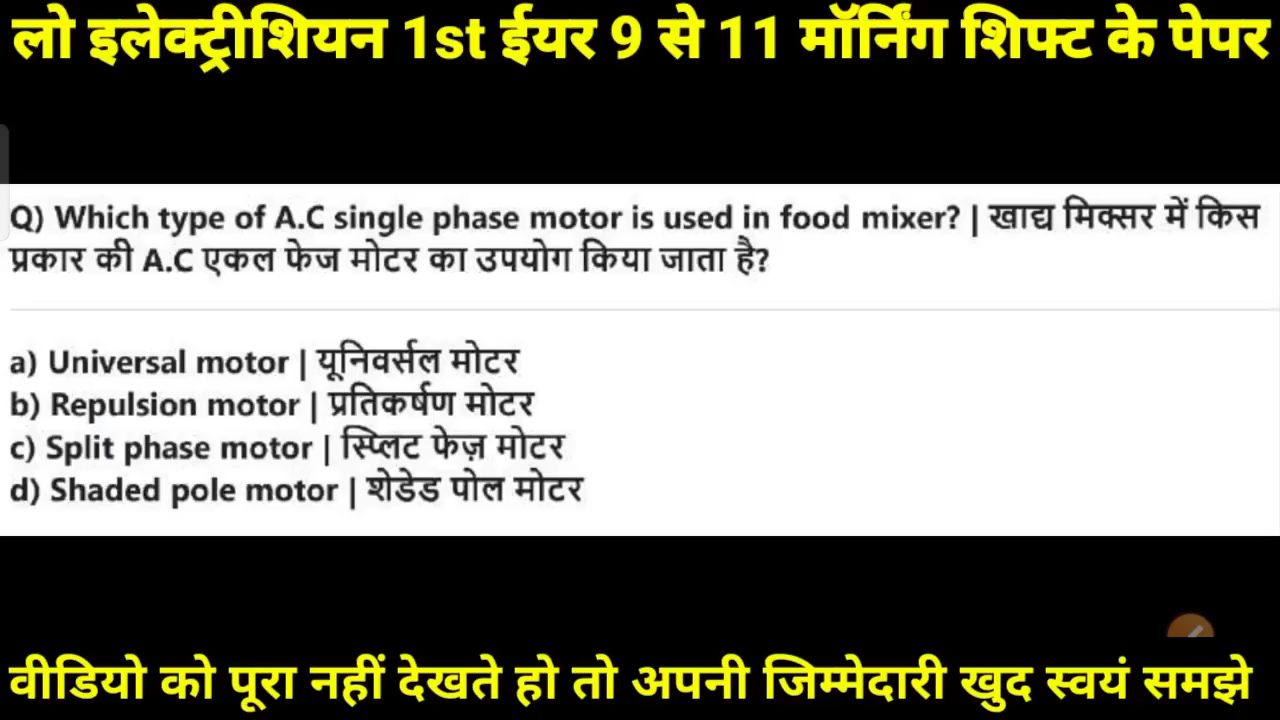 लो इलेक्ट्रीशियन 1st ईयर 9 से 11 मॉर्निंग शिफ्ट के पेपर
Q) Which type of A.C single phase motor is used in food mixer? | खाद्य मिक्सर में किस
प्रकार की A.C एकल फेज मोटर का उपयोग किया जाता है?
a) Universal motor | यूनिवर्सल मोटर
b) Repulsion motor | प्रतिकर्षण मोटर
c) Split phase motor | स्प्लिट फेज़ मोटर
d) Shaded pole motor | शेडेड पोल मोटर
वीडियो को पूरा नहीं देखते हो तो अपनी जिम्मेदारी खुद स्वयं समझे